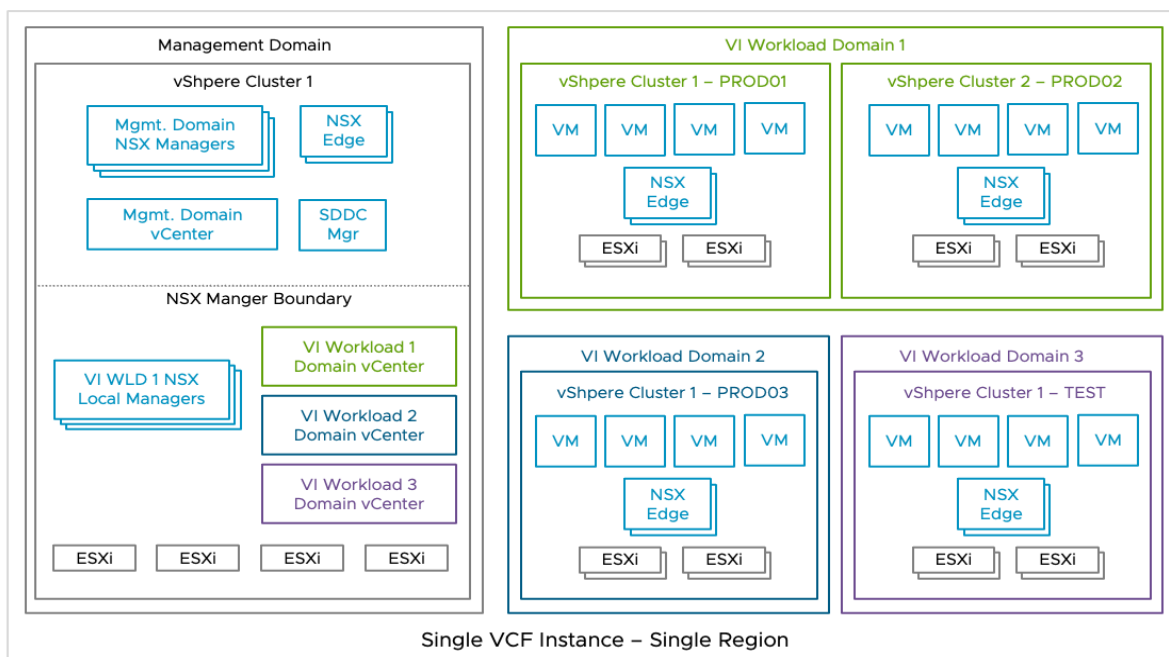 Management Domain
vShpere Cluster 1
Mgmt. Domain
NSX Managers
NSX
Edge
Mgmt. Domain
vCenter
SDDC
Mgr
NSX Manger Boundary
VI WLD 1 NSX
Local Managers
VI Workload 1
Domain vCenter
VI Workload 2
Domain vCenter
VI Workload 3
Domain vCenter
ESXi
ESXi
ESXi
ESXi
VI Workload Domain 1
vShpere Cluster 1 – PROD01
VM
VM
VM
VM
NSX
Edge
ESXi
ESXi
vShpere Cluster 2 – PROD02
VM
VM
VM
VM
NSX
Edge
ESXi
ESXi
VI Workload Domain 2
vShpere Cluster 1 – PROD03
VM
VM
VM
VM
NSX
Edge
ESXi
ESXi
VI Workload Domain 3
vShpere Cluster 1 – TEST
VM
VM
VM
VM
NSX
Edge
ESXi
ESXi
Single VCF Instance – Single Region